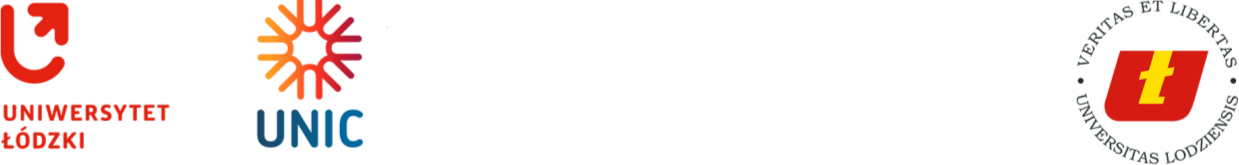 UNIWERSYTET
ŁÓDZKI
UNIC
VERITAS ET LIBERTAS
ł
UNIVERSITAS LODZIENSIS